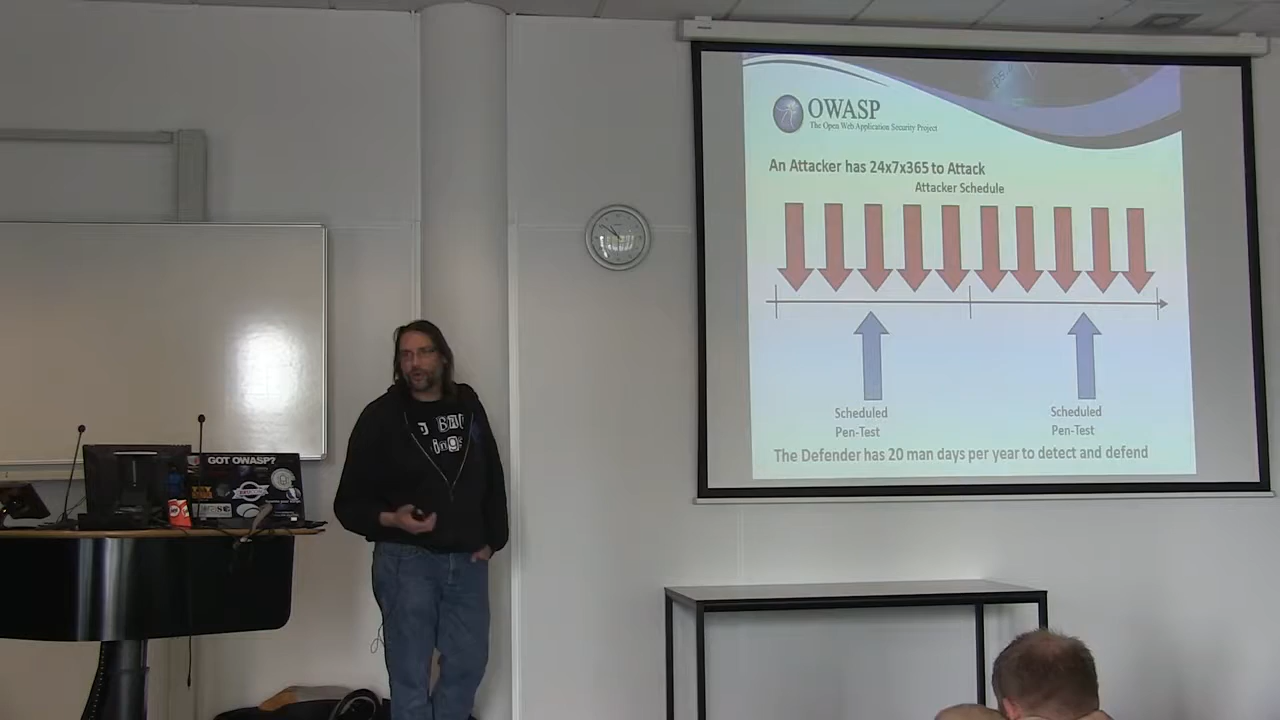 OWASP
The Open Web Application Security Project
An Attacker has 24x7x365 to Attack
Attacker Schedule
Scheduled
Pen-Test
Scheduled
Pen-Test
The Defender has 20 man days per year to detect and defend
GOT OWASP?